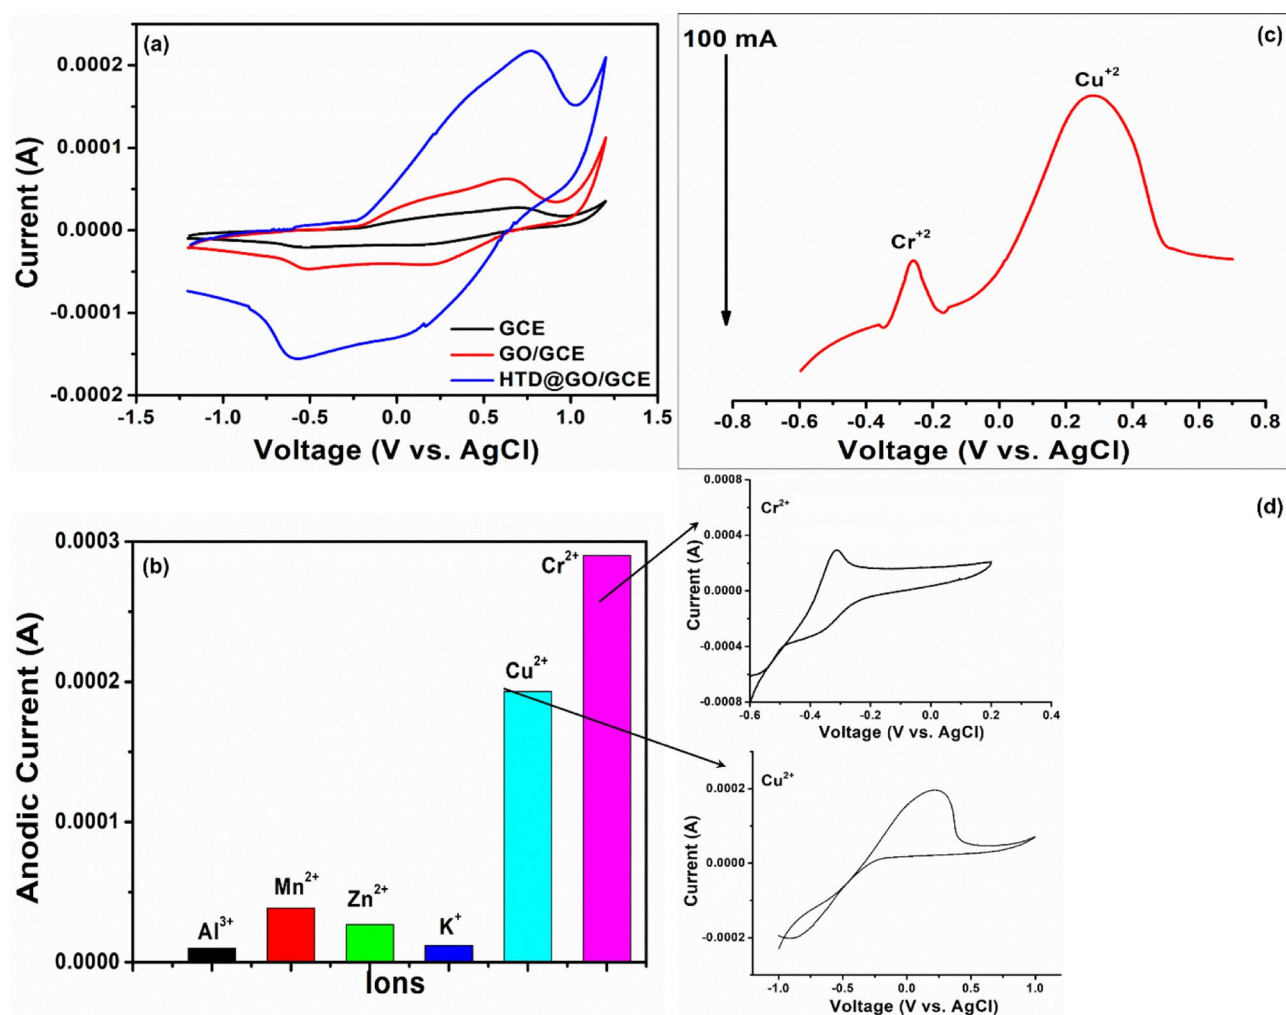 (a)
0.0002
0.0001
0.0000
-0.0001
-0.0002
Current (A)
GCE
GO/GCE
HTD@GO/GCE
-1.5 -1.0 -0.5 0.0 0.5 1.0 1.5
Voltage (V vs. AgCl)
(c)
100 mA
Cr+2
Cu+2
-0.8 -0.6 -0.4 -0.2 0.0 0.2 0.4 0.6 0.8
Voltage (V vs. AgCl)
(b)
0.0003
0.0002
0.0001
0.0000
Anodic Current (A)
Al3+
Mn2+
Zn2+
K+
Cu2+
Cr2+
Ions
(d)
Cr2+
0.0008
0.0004
0.0000
-0.0004
-0.0008
Current (A)
-0.6 -0.4 -0.2 0.0 0.2 0.4
Voltage (V vs. AgCl)
Cu2+
0.0002
0.0000
-0.0002
Current (A)
-1.0 -0.5 0.0 0.5 1.0
Voltage (V vs. AgCl)